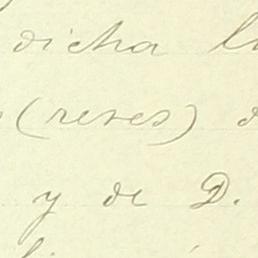 dicha
(reses)
y de D.